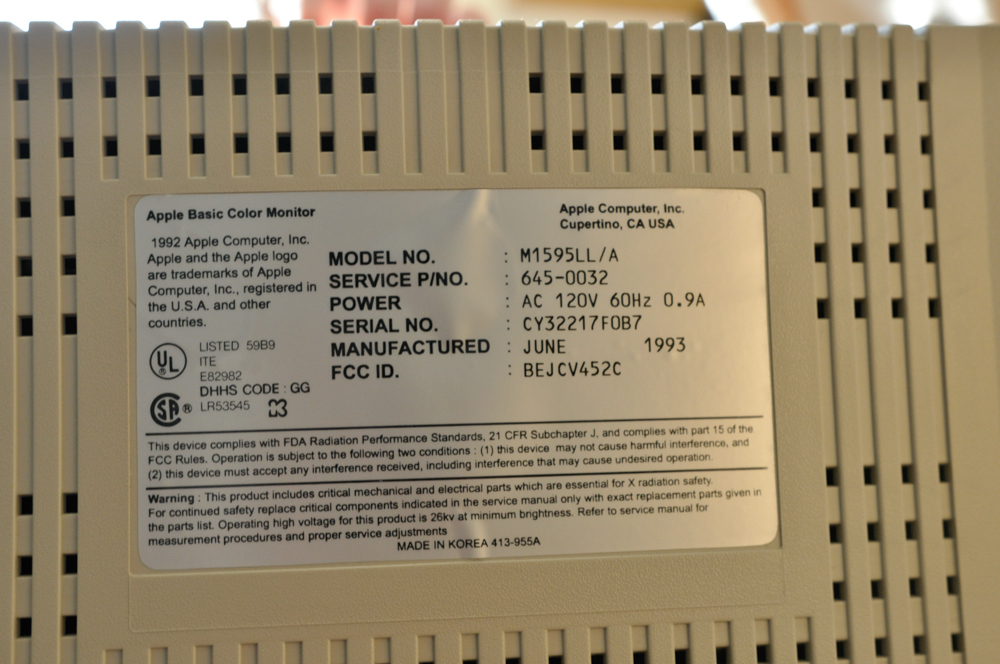 Apple Basic Color Monitor
Apple Computer, Inc.
Cupertino, CA USA
1992 Apple Computer, Inc.
Apple and the Apple logo
are trademarks of Apple
Computer, Inc., registered in
the U.S.A. and other
countries.
MODEL NO. : M1595LL/A
SERVICE P/NO. : 645-0032
POWER : AC 120V 60Hz 0.9A
SERIAL NO. : CY32217F0B7
MANUFACTURED : JUNE 1993
FCC ID. : BEJCV452C
UL ®
LISTED 59B9
ITE
E82982
DHHS CODE : GG
SA ® LR53545
This device complies with FDA Radiation Performance Standards, 21 CFR Subchapter J, and complies with part 15 of the
FCC Rules. Operation is subject to the following two conditions : (1) this device may not cause harmful interference, and
(2) this device must accept any interference received, including interference that may cause undesired operation.
Warning : This product includes critical mechanical and electrical parts which are essential for X radiation safety.
For continued safety replace critical components indicated in the service manual only with exact replacement parts given in
the parts list. Operating high voltage for this product is 26kv at minimum brightness. Refer to service manual for
measurement procedures and proper service adjustments
MADE IN KOREA 413-955A